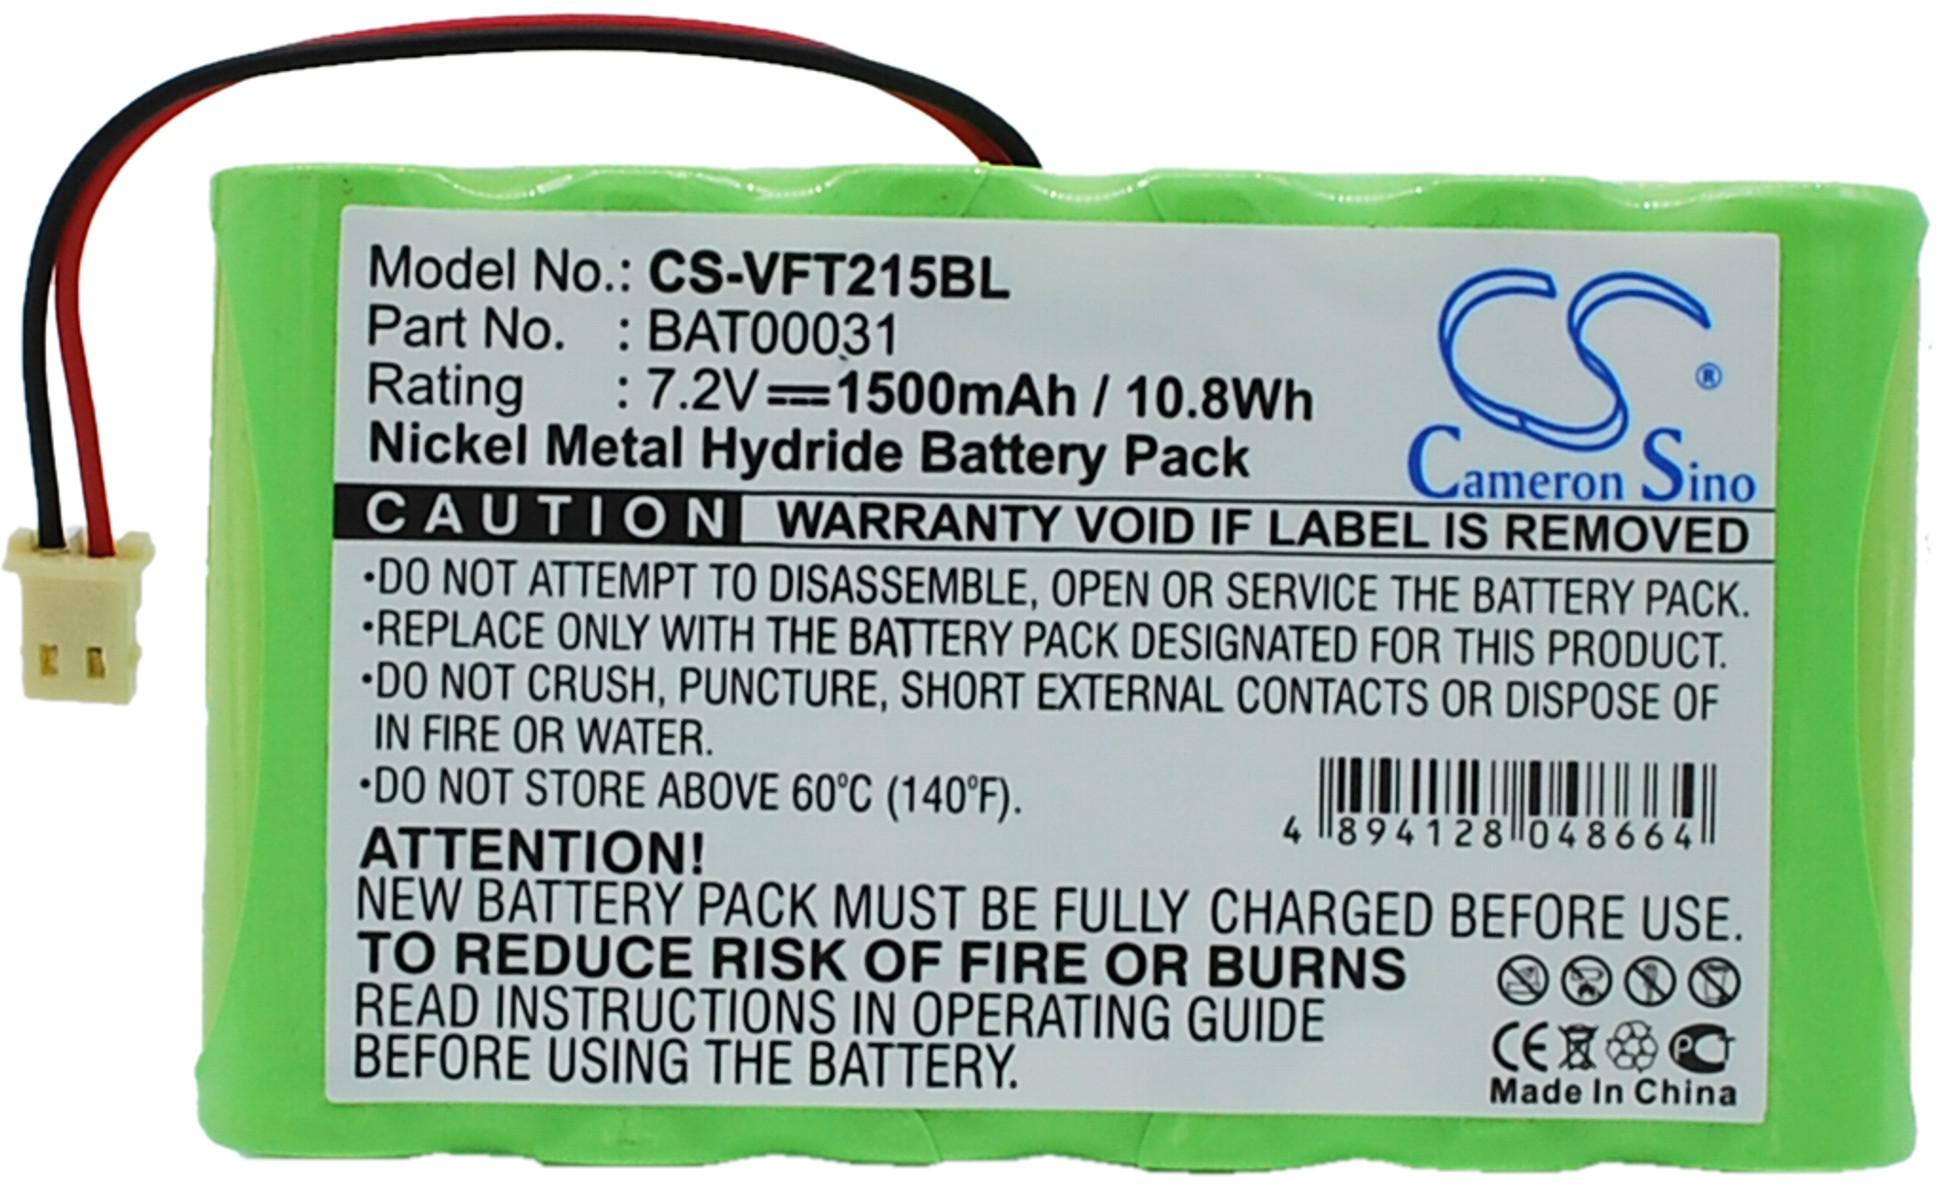 Model No.: CS-VFT215BL
Part No. : BAT00031
Rating : 7.2V 1500mAh / 10.8Wh
Nickel Metal Hydride Battery Pack
CS ®
Cameron Sino
CAUTION WARRANTY VOID IF LABEL IS REMOVED
•DO NOT ATTEMPT TO DISASSEMBLE, OPEN OR SERVICE THE BATTERY PACK.
•REPLACE ONLY WITH THE BATTERY PACK DESIGNATED FOR THIS PRODUCT.
•DO NOT CRUSH, PUNCTURE, SHORT EXTERNAL CONTACTS OR DISPOSE OF
IN FIRE OR WATER.
•DO NOT STORE ABOVE 60°C (140°F).
4 894128 048664
ATTENTION!
NEW BATTERY PACK MUST BE FULLY CHARGED BEFORE USE.
TO REDUCE RISK OF FIRE OR BURNS
READ INSTRUCTIONS IN OPERATING GUIDE
BEFORE USING THE BATTERY.
CE PCT
Made In China